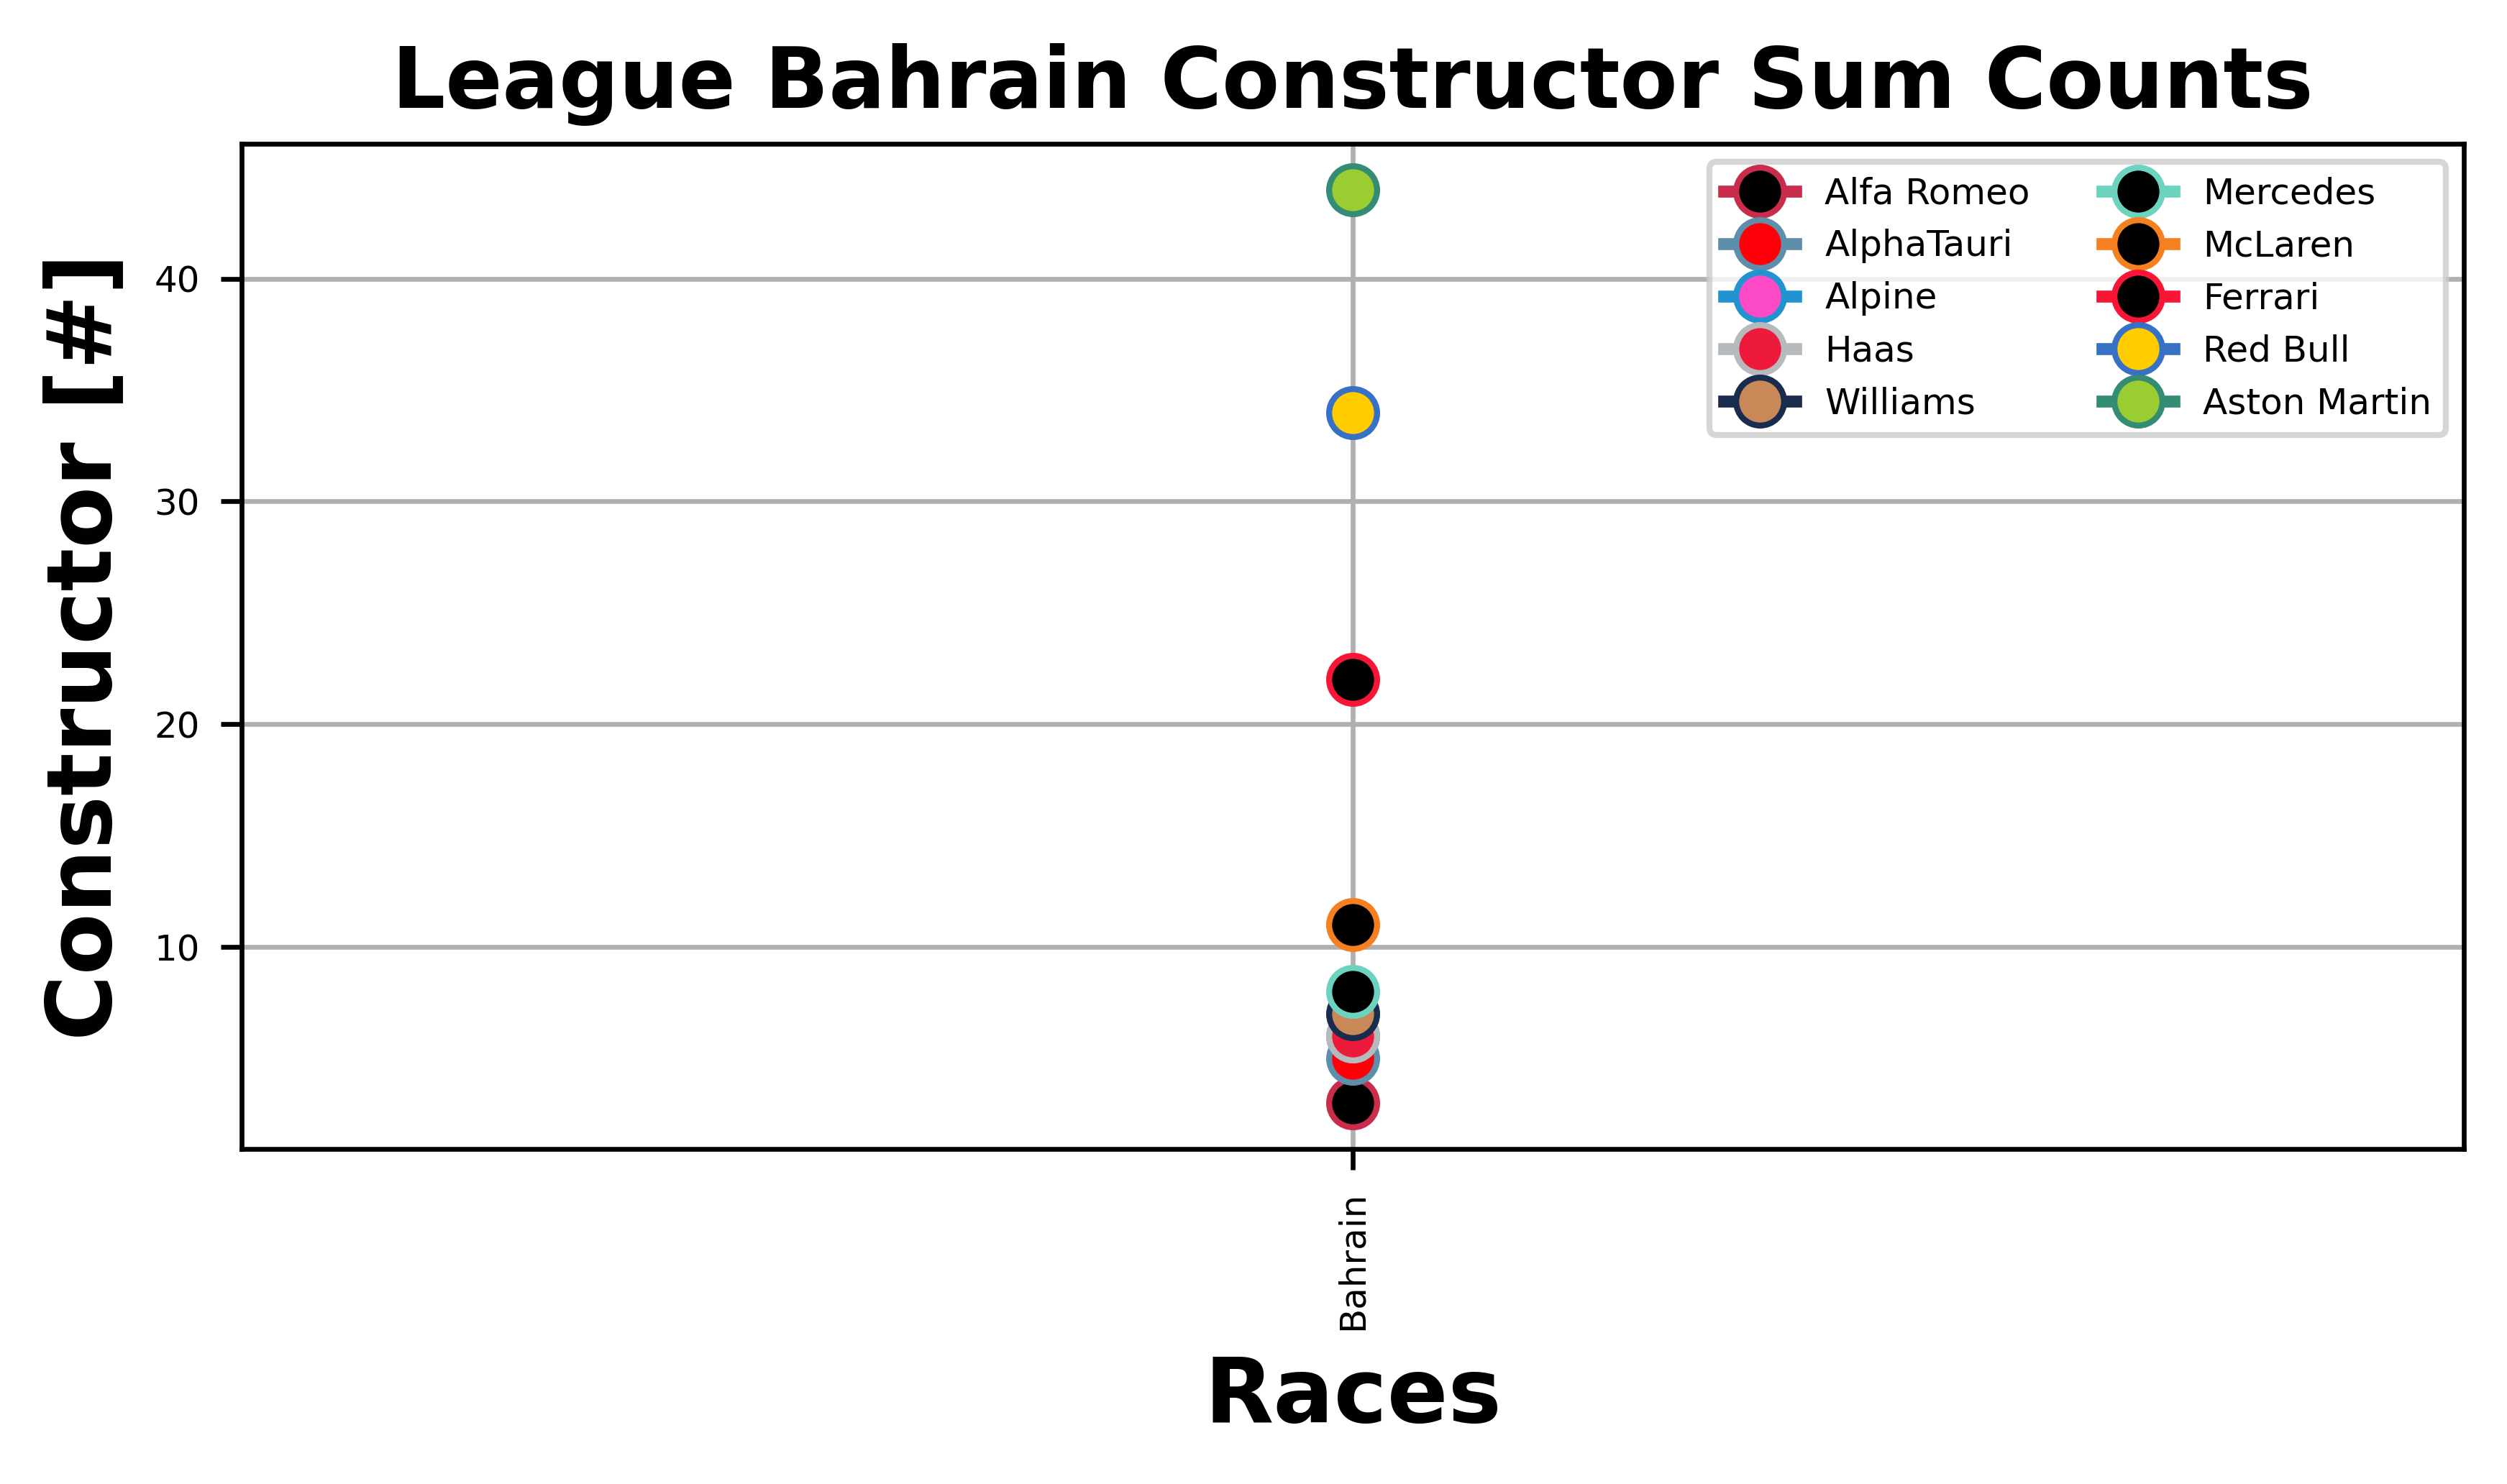 League Bahrain Constructor Sum Counts
Constructor [#]
40
30
20
10
Alfa Romeo
AlphaTauri
Alpine
Haas
Williams
Mercedes
McLaren
Ferrari
Red Bull
Aston Martin
Bahrain
Races